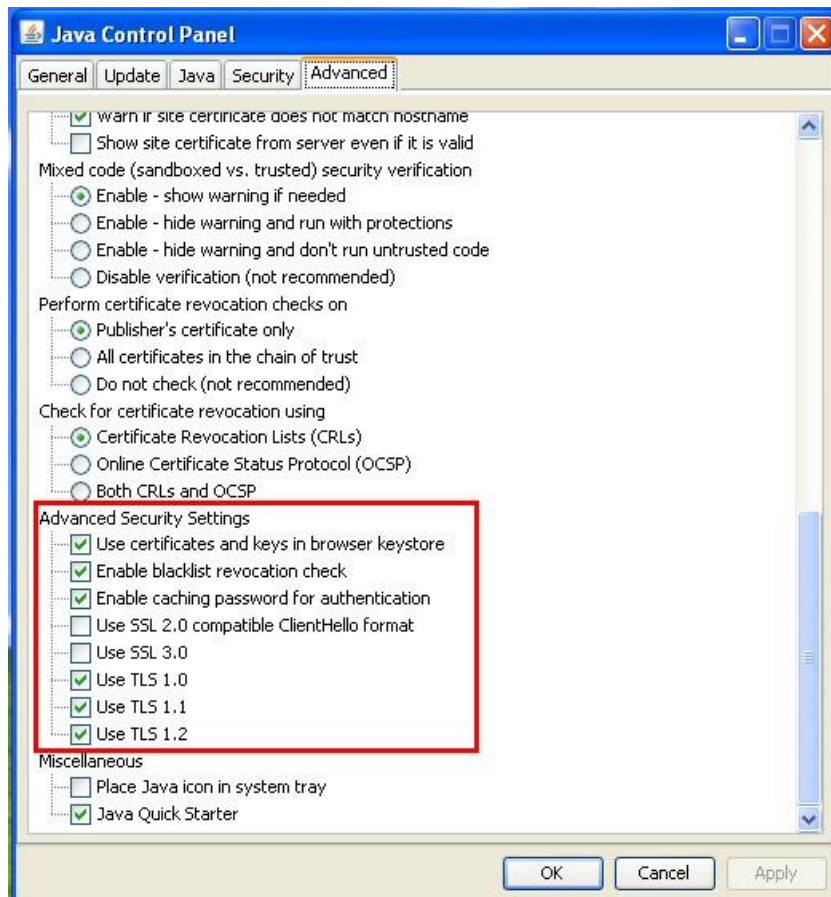 Java Control Panel
General Update Java Security Advanced
Warn if site certificate does not match hostname
Show site certificate from server even if it is valid
Mixed code (sandboxed vs. trusted) security verification
Enable - show warning if needed
Enable - hide warning and run with protections
Enable - hide warning and don't run untrusted code
Disable verification (not recommended)
Perform certificate revocation checks on
Publisher's certificate only
All certificates in the chain of trust
Do not check (not recommended)
Check for certificate revocation using
Certificate Revocation Lists (CRLs)
Online Certificate Status Protocol (OCSP)
Both CRLs and OCSP
Advanced Security Settings
Use certificates and keys in browser keystore
Enable blacklist revocation check
Enable caching password for authentication
Use SSL 2.0 compatible ClientHello format
Use SSL 3.0
Use TLS 1.0
Use TLS 1.1
Use TLS 1.2
Miscellaneous
Place Java icon in system tray
Java Quick Starter
OK Cancel Apply